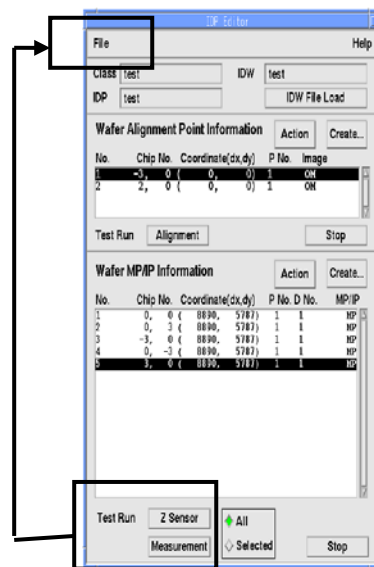 IDP Editor
File Help
Class test IDW test
IDP test IDW File Load
Wafer Alignment Point Information Action Create...
No. Chip No. Coordinate(dx,dy) P No. Image
1 -3, 0 ( 0, 0) 1 OM
2 2, 0 ( 0, 0) 1 OM
Test Run Alignment Stop
Wafer MP/IP Information Action Create...
No. Chip No. Coordinate(dx,dy) P No. D No. MP/IP
1 0, 0 ( 8890, 5787) 1 1 MP
2 0, 3 ( 8890, 5787) 1 1 MP
3 -3, 0 ( 8890, 5787) 1 1 MP
4 0, -3 ( 8890, 5787) 1 1 MP
5 3, 0 ( 8890, 5787) 1 1 MP
Test Run Z Sensor All
Measurement Selected Stop